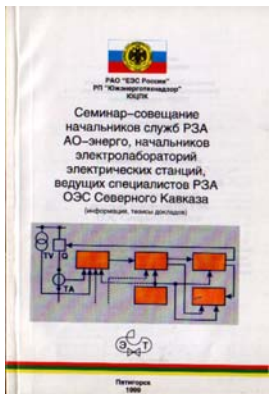 РАО "ЕЭС России"
РП "Южэнерготехнадзор"
ЮЦПК
Семинар-совещание
начальников служб РЗА
АО-энерго, начальников
электролабораторий
электрических станций,
ведущих специалистов РЗА
ОЭС Северного Кавказа
(информация, тезисы докладов)
TV
Q
TA
Э Т
Пятигорск
1999